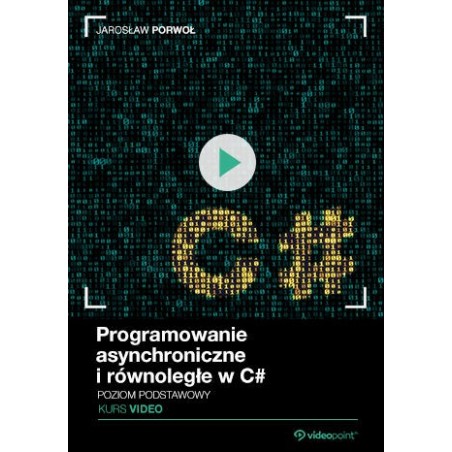 JAROSŁAW PORWOŁ
C#
Programowanie
asynchroniczne
i równoległe w C#
POZIOM PODSTAWOWY
KURS VIDEO
videopoint